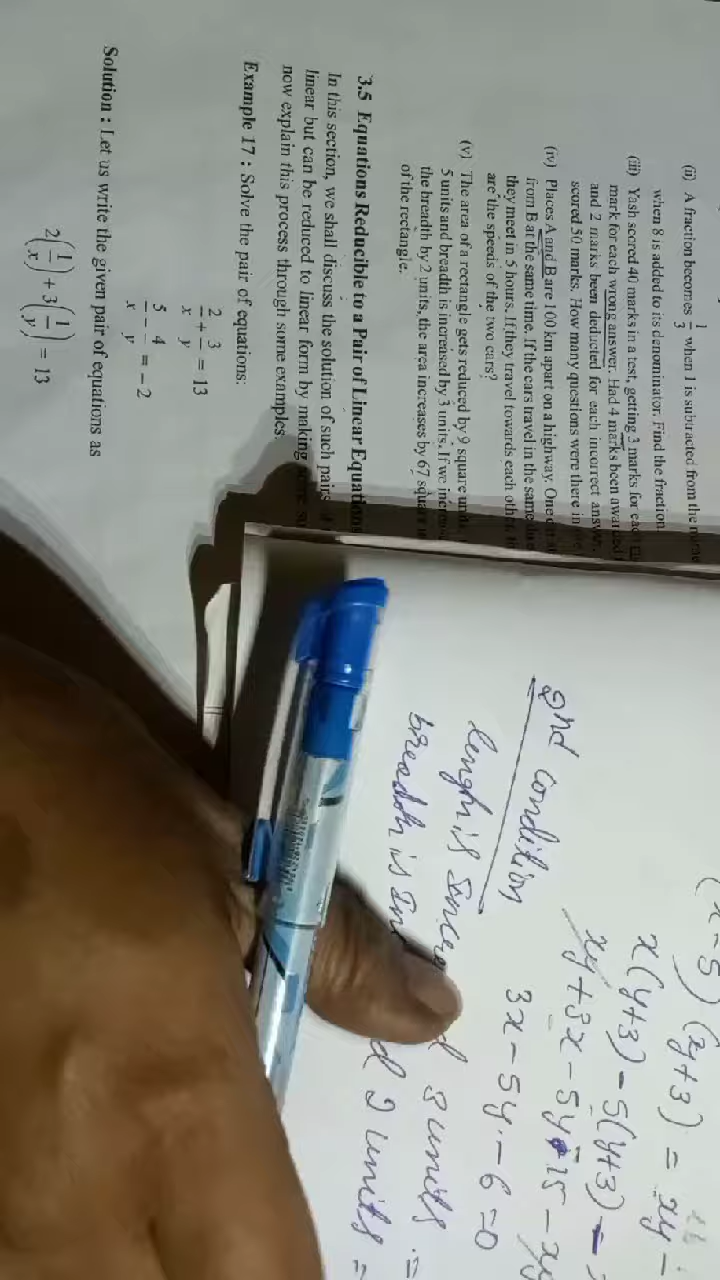 (ii) A fraction becomes 1/3 when 1 is subtracted from the
when 8 is added to its denominator. Find the fraction.
(iii) Yash scored 40 marks in a test, getting 3 marks for
mark for each wrong answer. Had 4 marks been
and 2 marks been deducted for each incorrect answer,
scored 50 marks. How many questions were there in
(iv) Places A and B are 100 km apart on a highway. One
from B at the same time. If the cars travel in the same
they meet in 5 hours. If they travel towards each
are the speeds of the two cars?
(v) The area of a rectangle gets reduced by 9 square
5 units and breadth is increased by 3 units. If we
the breadth by 2 units, the area increases by 67 square
of the rectangle.
3.5 Equations Reducible to a Pair of Linear Equations
In this section, we shall discuss the solution of such pairs
linear but can be reduced to linear form by making
now explain this process through some examples.
Example 17 : Solve the pair of equations:
2/x + 3/y = 13
5/x - 4/y = -2
Solution : Let us write the given pair of equations as
2(1/x) + 3(1/y) = 13
(x-5) (y+3) = xy -
x(y+3) - 5(y+3) -
xy + 3x - 5y - 15 - xy
3x - 5y - 6 = 0
2nd condition
length is 3 units =
breadth is 2 units =